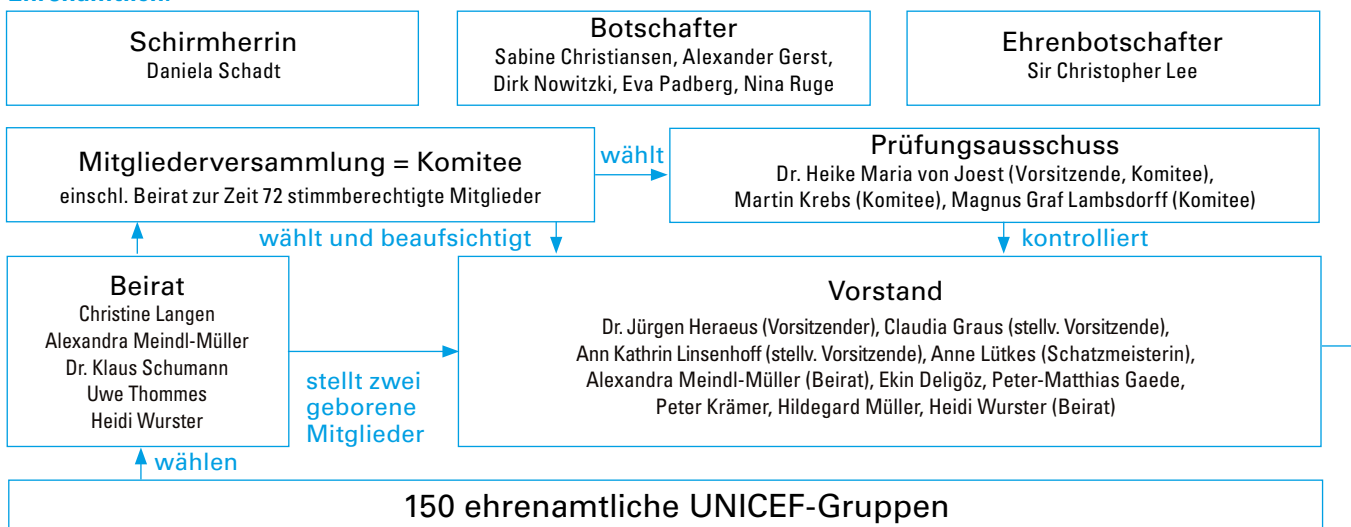 Schirmherrin
Daniela Schadt
Botschafter
Sabine Christiansen, Alexander Gerst,
Dirk Nowitzki, Eva Padberg, Nina Ruge
Ehrenbotschafter
Sir Christopher Lee
Mitgliederversammlung = Komitee
einschl. Beirat zur Zeit 72 stimmberechtigte Mitglieder
wählt
Prüfungsausschuss
Dr. Heike Maria von Joest (Vorsitzende, Komitee),
Martin Krebs (Komitee), Magnus Graf Lambsdorff (Komitee)
wählt und beaufsichtigt
kontrolliert
Beirat
Christine Langen
Alexandra Meindl-Müller
Dr. Klaus Schumann
Uwe Thommes
Heidi Wurster
stellt zwei
geborene
Mitglieder
Vorstand
Dr. Jürgen Heraeus (Vorsitzender), Claudia Graus (stellv. Vorsitzende),
Ann Kathrin Linsenhoff (stellv. Vorsitzende), Anne Lütkes (Schatzmeisterin),
Alexandra Meindl-Müller (Beirat), Ekin Deligöz, Peter-Matthias Gaede,
Peter Krämer, Hildegard Müller, Heidi Wurster (Beirat)
wählen
150 ehrenamtliche UNICEF-Gruppen